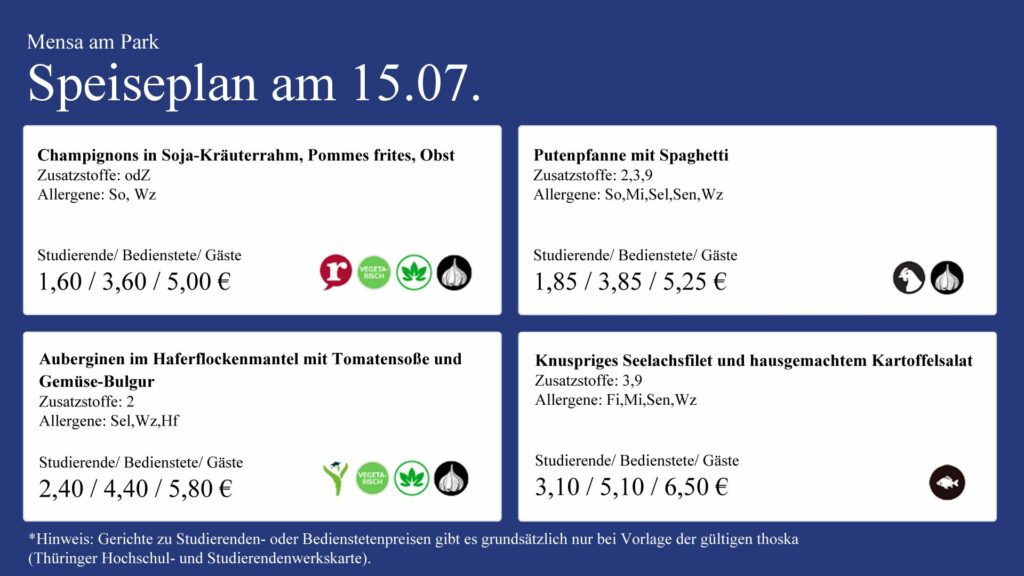 Mensa am Park
Speiseplan am 15.07.
Champignons in Soja-Kräuterrahm, Pommes frites, Obst
Zusatzstoffe: odZ
Allergene: So, Wz
Studierende/ Bedienstete/ Gäste
1,60 / 3,60 / 5,00 €
r
VEGETA-
RISCH
Putenpfanne mit Spaghetti
Zusatzstoffe: 2,3,9
Allergene: So,Mi,Sel,Sen,Wz
Studierende/ Bedienstete/ Gäste
1,85 / 3,85 / 5,25 €
Auberginen im Haferflockenmantel mit Tomatensoße und
Gemüse-Bulgur
Zusatzstoffe: 2
Allergene: Sel,Wz,Hf
Studierende/ Bedienstete/ Gäste
2,40 / 4,40 / 5,80 €
VEGETA-
RISCH
Knuspriges Seelachsfilet und hausgemachtem Kartoffelsalat
Zusatzstoffe: 3,9
Allergene: Fi,Mi,Sen,Wz
Studierende/ Bedienstete/ Gäste
3,10 / 5,10 / 6,50 €
*Hinweis: Gerichte zu Studierenden- oder Bedienstetenpreisen gibt es grundsätzlich nur bei Vorlage der gültigen thoska
(Thüringer Hochschul- und Studierendenwerkskarte).